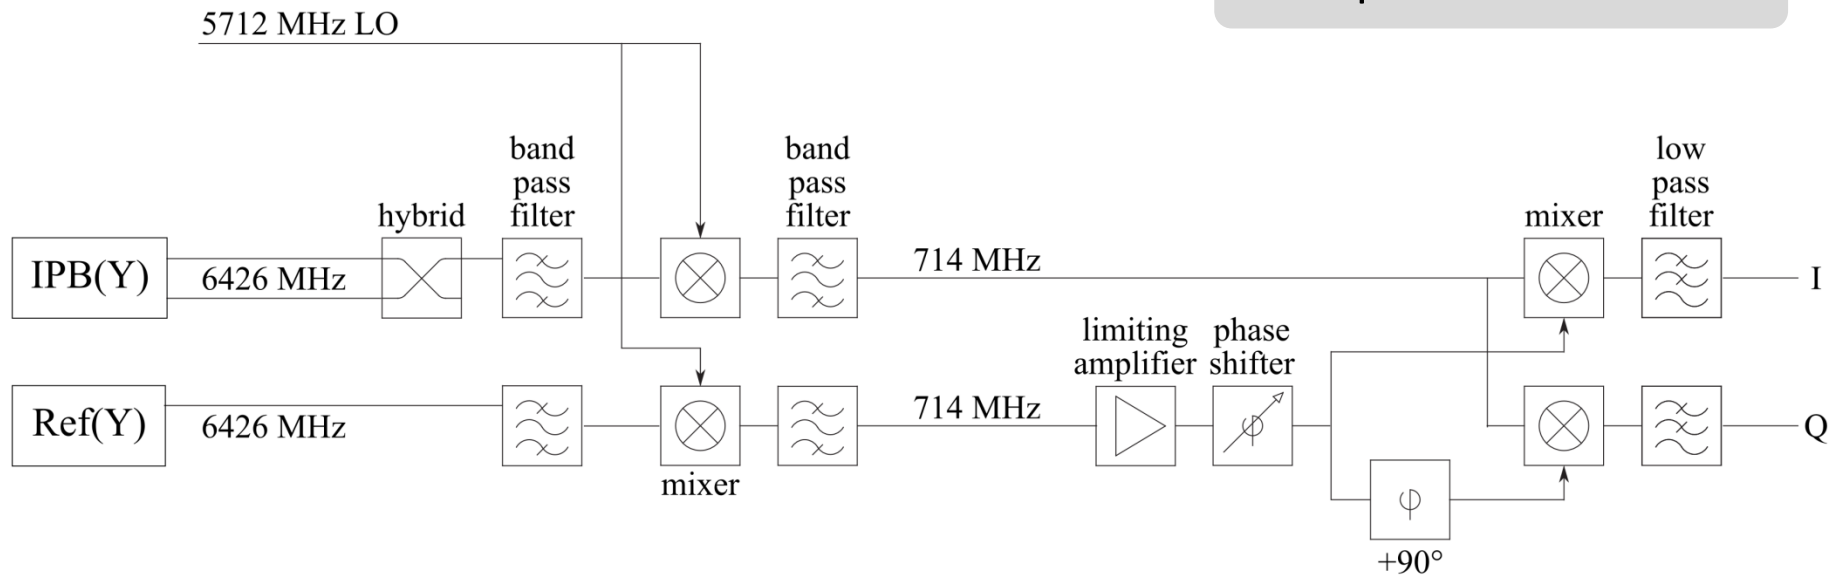 5712 MHz LO
band
pass
filter
band
pass
filter
low
pass
filter
hybrid
mixer
IPB(Y)
6426 MHz
714 MHz
I
limiting
amplifier
phase
shifter
Ref(Y)
6426 MHz
714 MHz
ϕ
Q
mixer
φ
+90°